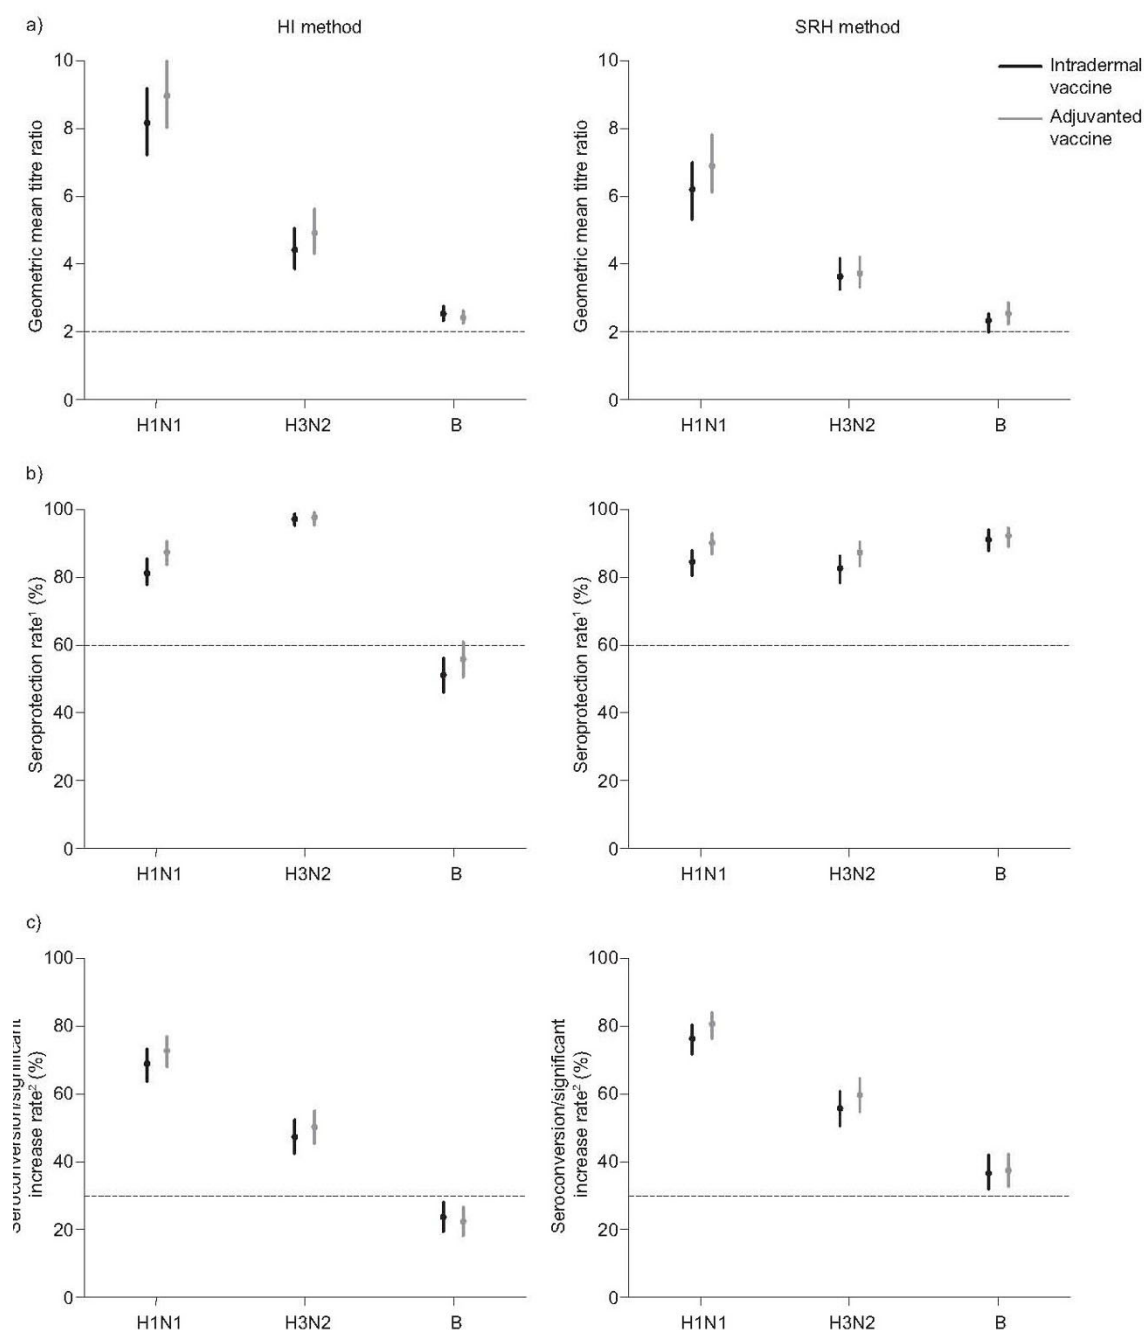 a)
HI method
SRH method
Intradermal
vaccine
Adjuvanted
vaccine
Geometric mean titre ratio
10
8
6
4
2
0
H1N1 H3N2 B
Geometric mean titre ratio
10
8
6
4
2
0
H1N1 H3N2 B
b)
Seroprotection rate¹ (%)
100
80
60
40
20
0
H1N1 H3N2 B
Seroprotection rate¹ (%)
100
80
60
40
20
0
H1N1 H3N2 B
c)
Seroconversion/significant
increase rate² (%)
100
80
60
40
20
0
H1N1 H3N2 B
Seroconversion/significant
increase rate² (%)
100
80
60
40
20
0
H1N1 H3N2 B